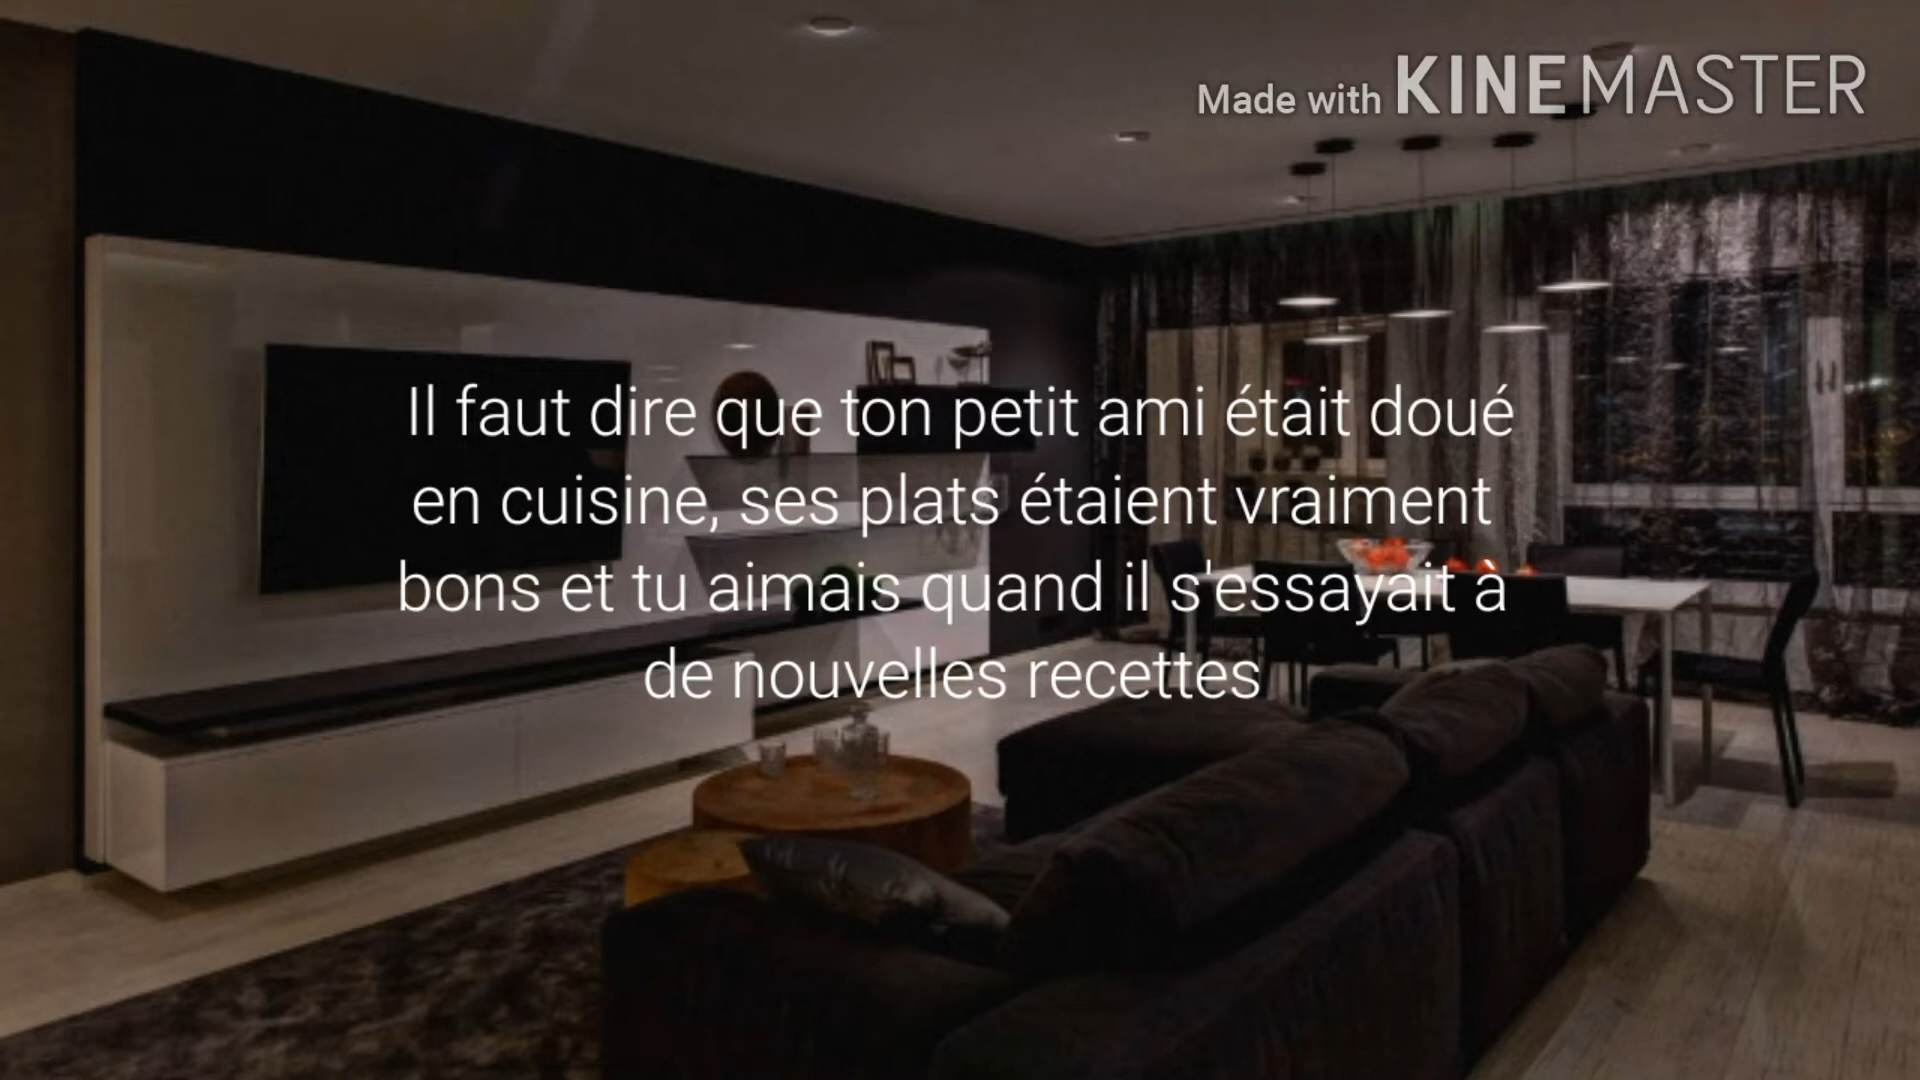 Made with KINEMASTER
Il faut dire que ton petit ami était doué
en cuisine, ses plats étaient vraiment
bons et tu aimais quand il s'essayait à
de nouvelles recettes